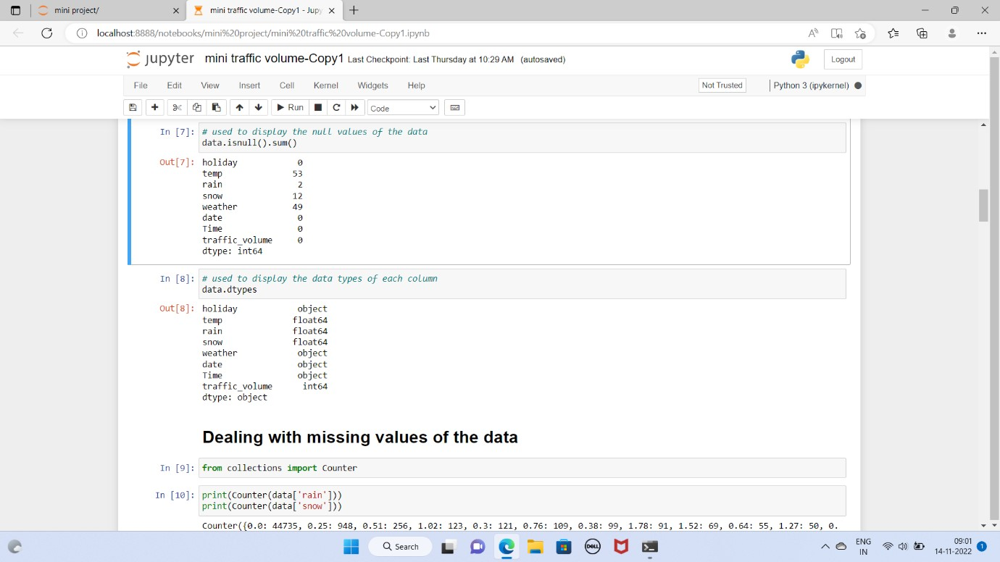 mini project/
mini traffic volume-Copy1 - Jupy
localhost:8888/notebooks/mini%20project/mini%20traffic%20volume-Copy1.ipynb
jupyter mini traffic volume-Copy1 Last Checkpoint: Last Thursday at 10:29 AM (autosaved)
Logout
File Edit View Insert Cell Kernel Widgets Help
Not Trusted
Python 3 (ipykernel)
Run
Code
In [7]: # used to display the null values of the data
data.isnull().sum()
Out[7]: holiday 0
temp 53
rain 2
snow 12
weather 49
date 0
Time 0
traffic_volume 0
dtype: int64
In [8]: # used to display the data types of each column
data.dtypes
Out[8]: holiday object
temp float64
rain float64
snow float64
weather object
date object
Time object
traffic_volume int64
dtype: object
Dealing with missing values of the data
In [9]: from collections import Counter
In [10]: print(Counter(data['rain']))
print(Counter(data['snow']))
Counter({0.0: 44735, 0.25: 948, 0.51: 256, 1.02: 123, 0.3: 121, 0.76: 109, 0.38: 99, 1.78: 91, 1.52: 69, 0.64: 55, 1.27: 50, 0.
Search
DELL
ENG
IN
09:01
14-11-2022
1